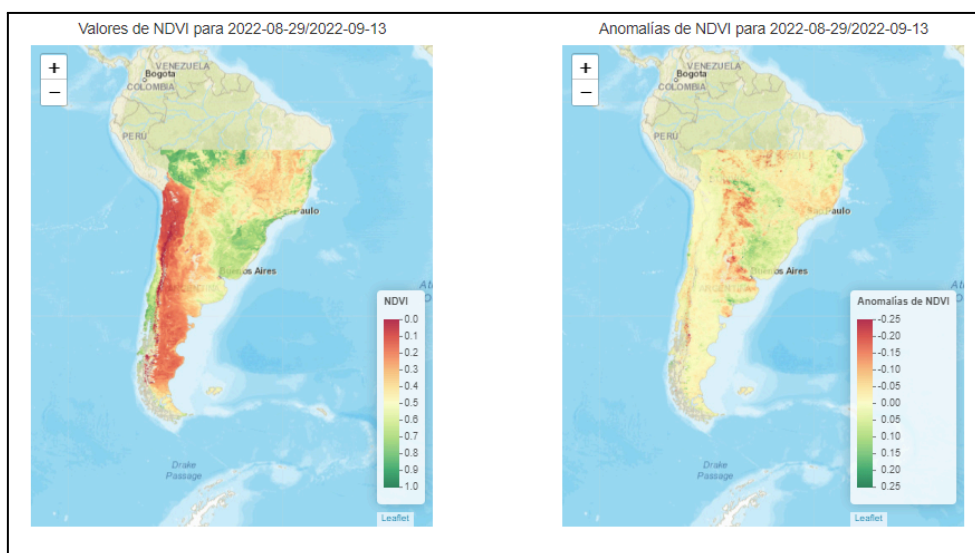 Valores de NDVI para 2022-08-29/2022-09-13
Anomalías de NDVI para 2022-08-29/2022-09-13
+
−
VENEZUELA
Bogota
COLOMBIA
PERU
Paulo
Buenos Aires
Drake
Passage
NDVI
0.0
0.1
0.2
0.3
0.4
0.5
0.6
0.7
0.8
0.9
1.0
Leaflet
+
−
VENEZUELA
Bogota
COLOMBIA
PERU
Paulo
Buenos Aires
ARGENTINA
Drake
Passage
Anomalías de NDVI
-0.25
-0.20
-0.15
-0.10
-0.05
0.00
0.05
0.10
0.15
0.20
0.25
Leaflet